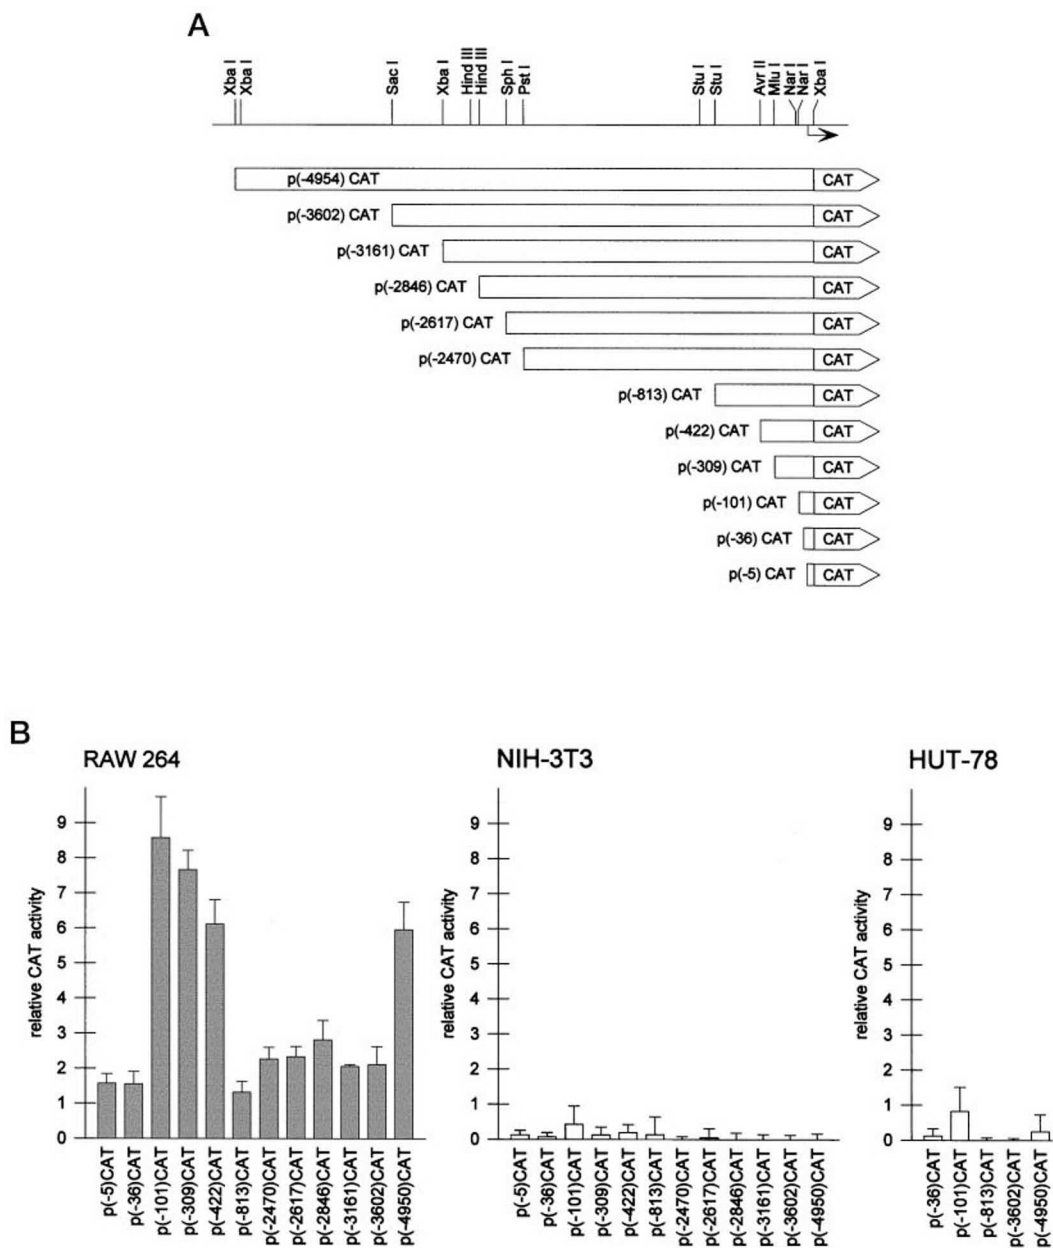 A
Xba I
Xba I
Sac I
Xba I
Hind III
Hind III
Sph I
Pst I
Stu I
Stu I
Avr II
Mlu I
Nar I
Nar I
Xba I
p(-4954) CAT CAT
p(-3602) CAT CAT
p(-3161) CAT CAT
p(-2846) CAT CAT
p(-2617) CAT CAT
p(-2470) CAT CAT
p(-813) CAT CAT
p(-422) CAT CAT
p(-309) CAT CAT
p(-101) CAT CAT
p(-36) CAT CAT
p(-5) CAT CAT
B
RAW 264
relative CAT activity
9
8
7
6
5
4
3
2
1
0
p(-5)CAT
p(-36)CAT
p(-101)CAT
p(-309)CAT
p(-422)CAT
p(-813)CAT
p(-2470)CAT
p(-2617)CAT
p(-2846)CAT
p(-3161)CAT
p(-3602)CAT
p(-4950)CAT
NIH-3T3
relative CAT activity
9
8
7
6
5
4
3
2
1
0
p(-5)CAT
p(-36)CAT
p(-101)CAT
p(-309)CAT
p(-422)CAT
p(-813)CAT
p(-2470)CAT
p(-2617)CAT
p(-2846)CAT
p(-3161)CAT
p(-3602)CAT
p(-4950)CAT
HUT-78
relative CAT activity
9
8
7
6
5
4
3
2
1
0
p(-36)CAT
p(-101)CAT
p(-813)CAT
p(-3602)CAT
p(-4950)CAT